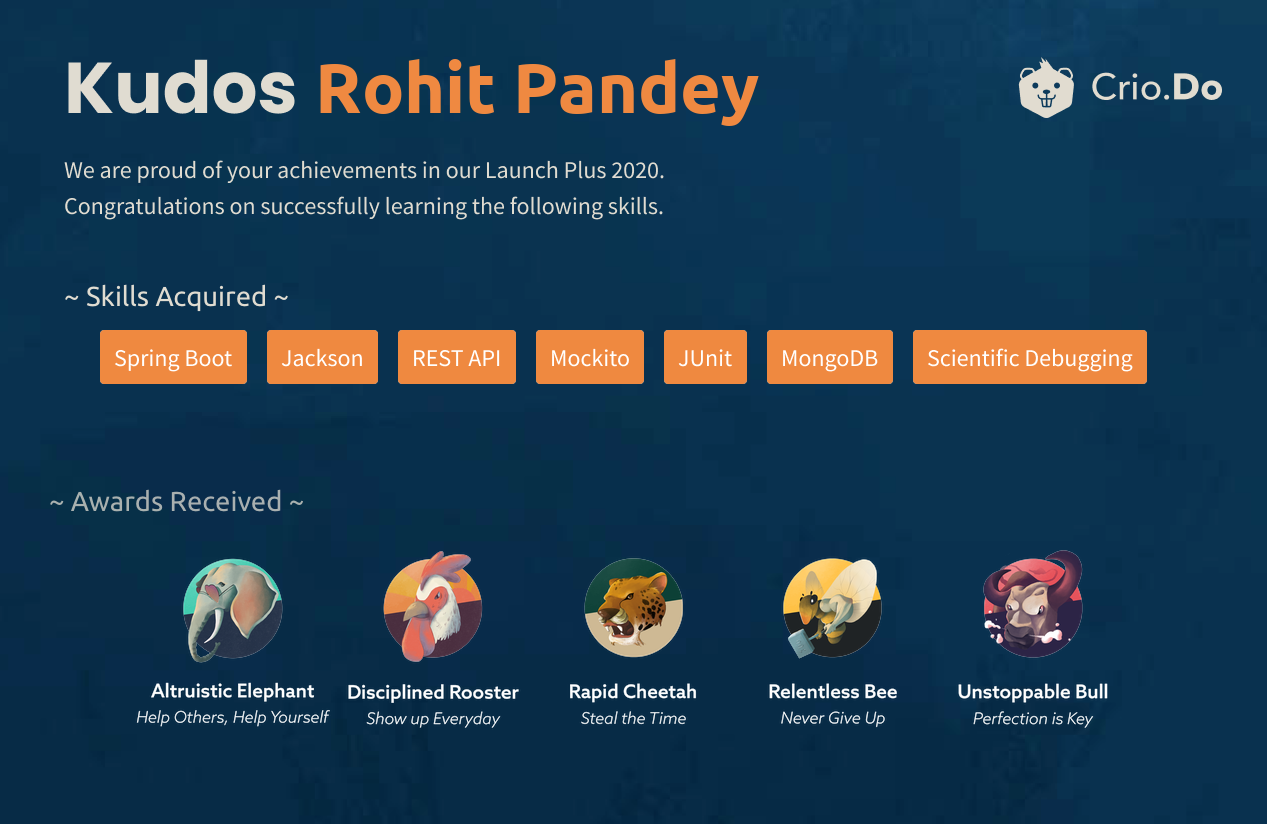 Kudos Rohit Pandey
Crio.Do
We are proud of your achievements in our Launch Plus 2020.
Congratulations on successfully learning the following skills.
~ Skills Acquired ~
Spring Boot Jackson REST API Mockito JUnit MongoDB Scientific Debugging
~ Awards Received ~
Altruistic Elephant Disciplined Rooster Rapid Cheetah Relentless Bee Unstoppable Bull
Help Others, Help Yourself Show up Everyday Steal the Time Never Give Up Perfection is Key